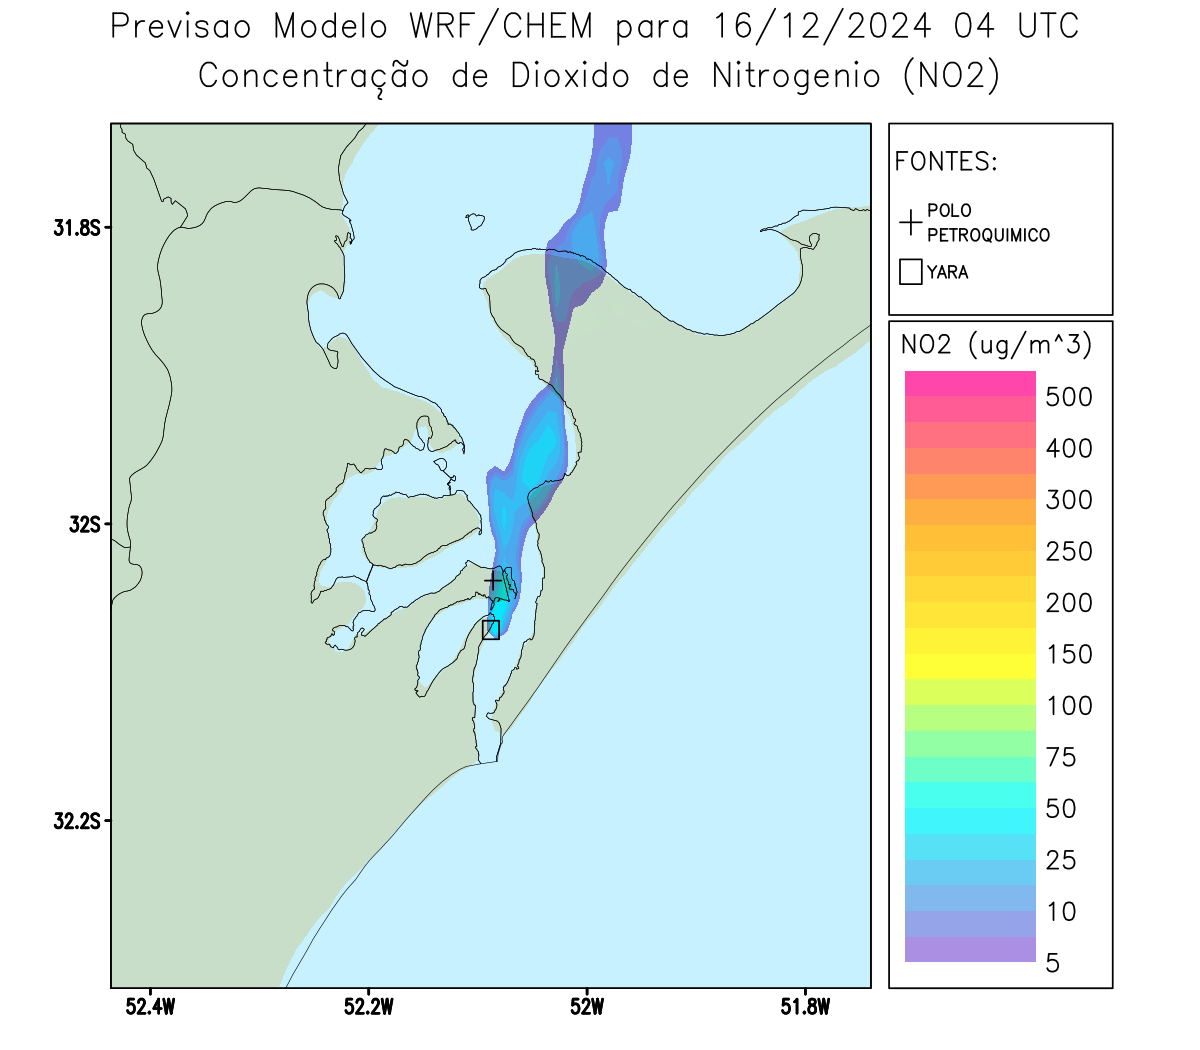 Previsao Modelo WRF/CHEM para 16/12/2024 04 UTC
Concentração de Dioxido de Nitrogenio (NO2)
FONTES:
POLO
PETROQUIMICO
YARA
NO2 (ug/m^3)
500
400
300
250
200
150
100
75
50
25
10
5
31.8S
32S
32.2S
52.4W
52.2W
52W
51.8W